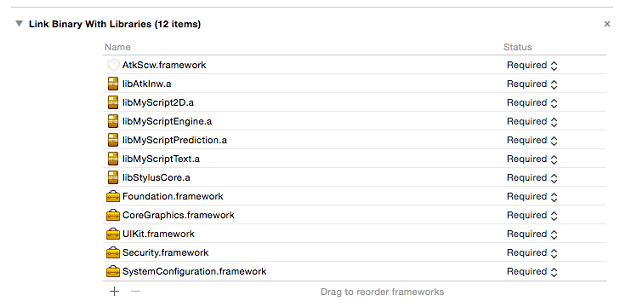 Link Binary With Libraries (12 items)
Name Status
AtkScw.framework Required
libAtkInw.a Required
libMyScript2D.a Required
libMyScriptEngine.a Required
libMyScriptPrediction.a Required
libMyScriptText.a Required
libStylusCore.a Required
Foundation.framework Required
CoreGraphics.framework Required
UIKit.framework Required
Security.framework Required
SystemConfiguration.framework Required
Drag to reorder frameworks